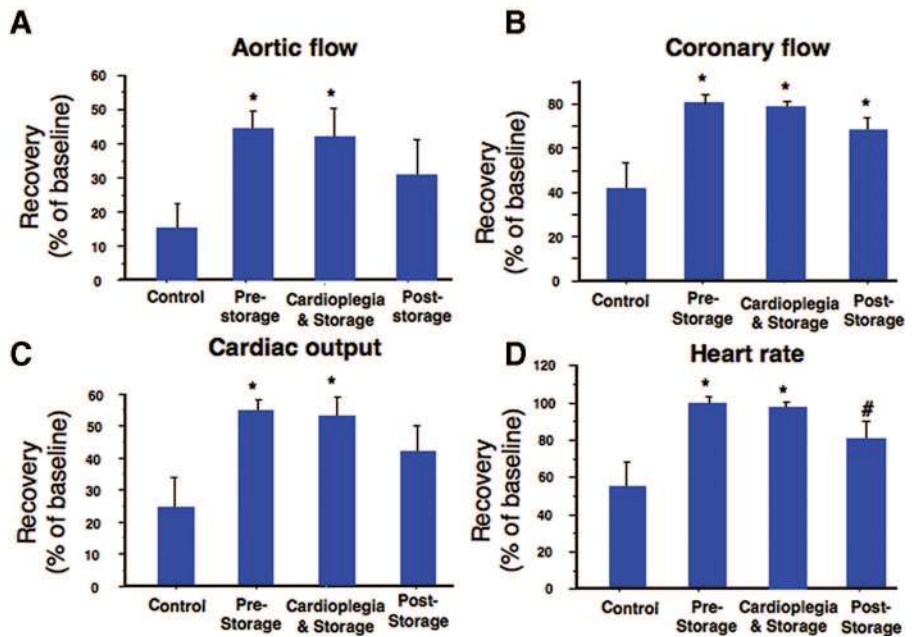 A
Aortic flow
Recovery
(% of baseline)
60
50
40
30
20
10
0
*
*
Control
Pre-
storage
Cardioplegia
& Storage
Post-
storage
B
Coronary flow
Recovery
(% of baseline)
80
60
40
20
0
*
*
*
Control
Pre-
Storage
Cardioplegia
& Storage
Post-
Storage
C
Cardiac output
Recovery
(% of baseline)
60
50
40
30
20
10
0
*
*
Control
Pre-
Storage
Cardioplegia
& Storage
Post-
Storage
D
Heart rate
Recovery
(% of baseline)
120
100
80
60
40
20
0
*
*
#
Control
Pre-
Storage
Cardioplegia
& Storage
Post-
Storage